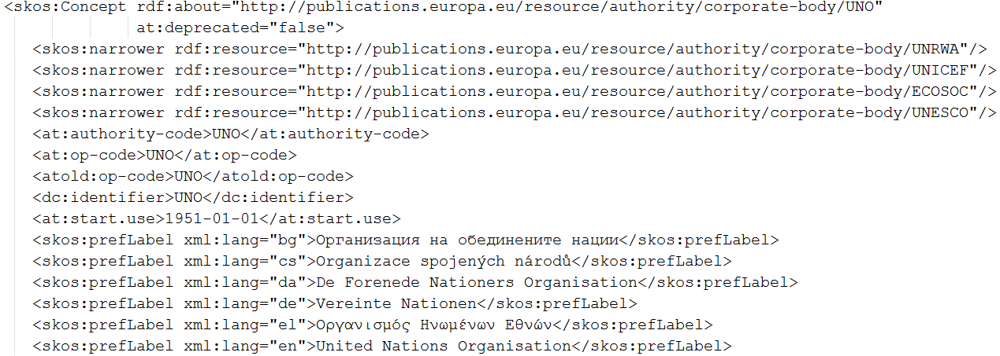 <skos:Concept rdf:about="http://publications.europa.eu/resource/authority/corporate-body/UNO"
at:deprecated="false">
<skos:narrower rdf:resource="http://publications.europa.eu/resource/authority/corporate-body/UNRWA"/>
<skos:narrower rdf:resource="http://publications.europa.eu/resource/authority/corporate-body/UNICEF"/>
<skos:narrower rdf:resource="http://publications.europa.eu/resource/authority/corporate-body/ECOSOC"/>
<skos:narrower rdf:resource="http://publications.europa.eu/resource/authority/corporate-body/UNESCO"/>
<at:authority-code>UNO</at:authority-code>
<at:op-code>UNO</at:op-code>
<atold:op-code>UNO</atold:op-code>
<dc:identifier>UNO</dc:identifier>
<at:start.use>1951-01-01</at:start.use>
<skos:prefLabel xml:lang="bg">Организация на обединените нации</skos:prefLabel>
<skos:prefLabel xml:lang="cs">Organizace spojených národů</skos:prefLabel>
<skos:prefLabel xml:lang="da">De Forenede Nationers Organisation</skos:prefLabel>
<skos:prefLabel xml:lang="de">Vereinte Nationen</skos:prefLabel>
<skos:prefLabel xml:lang="el">Οργανισμός Ηνωμένων Εθνών</skos:prefLabel>
<skos:prefLabel xml:lang="en">United Nations Organisation</skos:prefLabel>